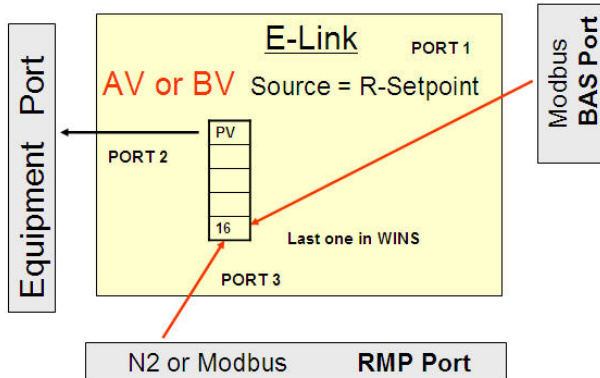 E-Link
PORT 1
AV or BV Source = R-Setpoint
Equipment Port
PORT 2
PV
16
Last one in WINS
PORT 3
Modbus
BAS Port
N2 or Modbus RMP Port